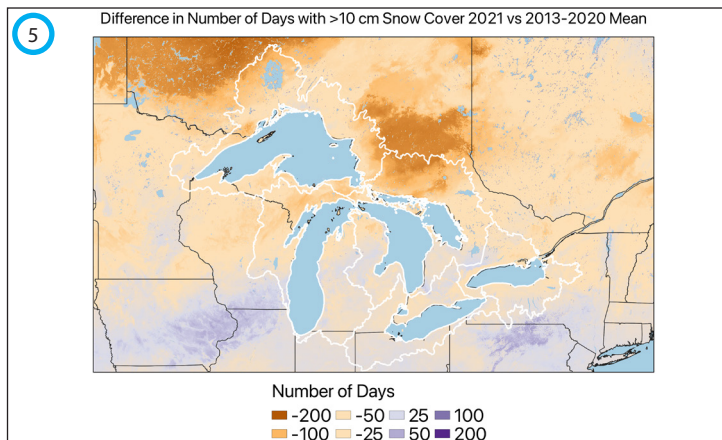 5
Difference in Number of Days with >10 cm Snow Cover 2021 vs 2013-2020 Mean
Number of Days
-200 -50 25 100
-100 -25 50 200